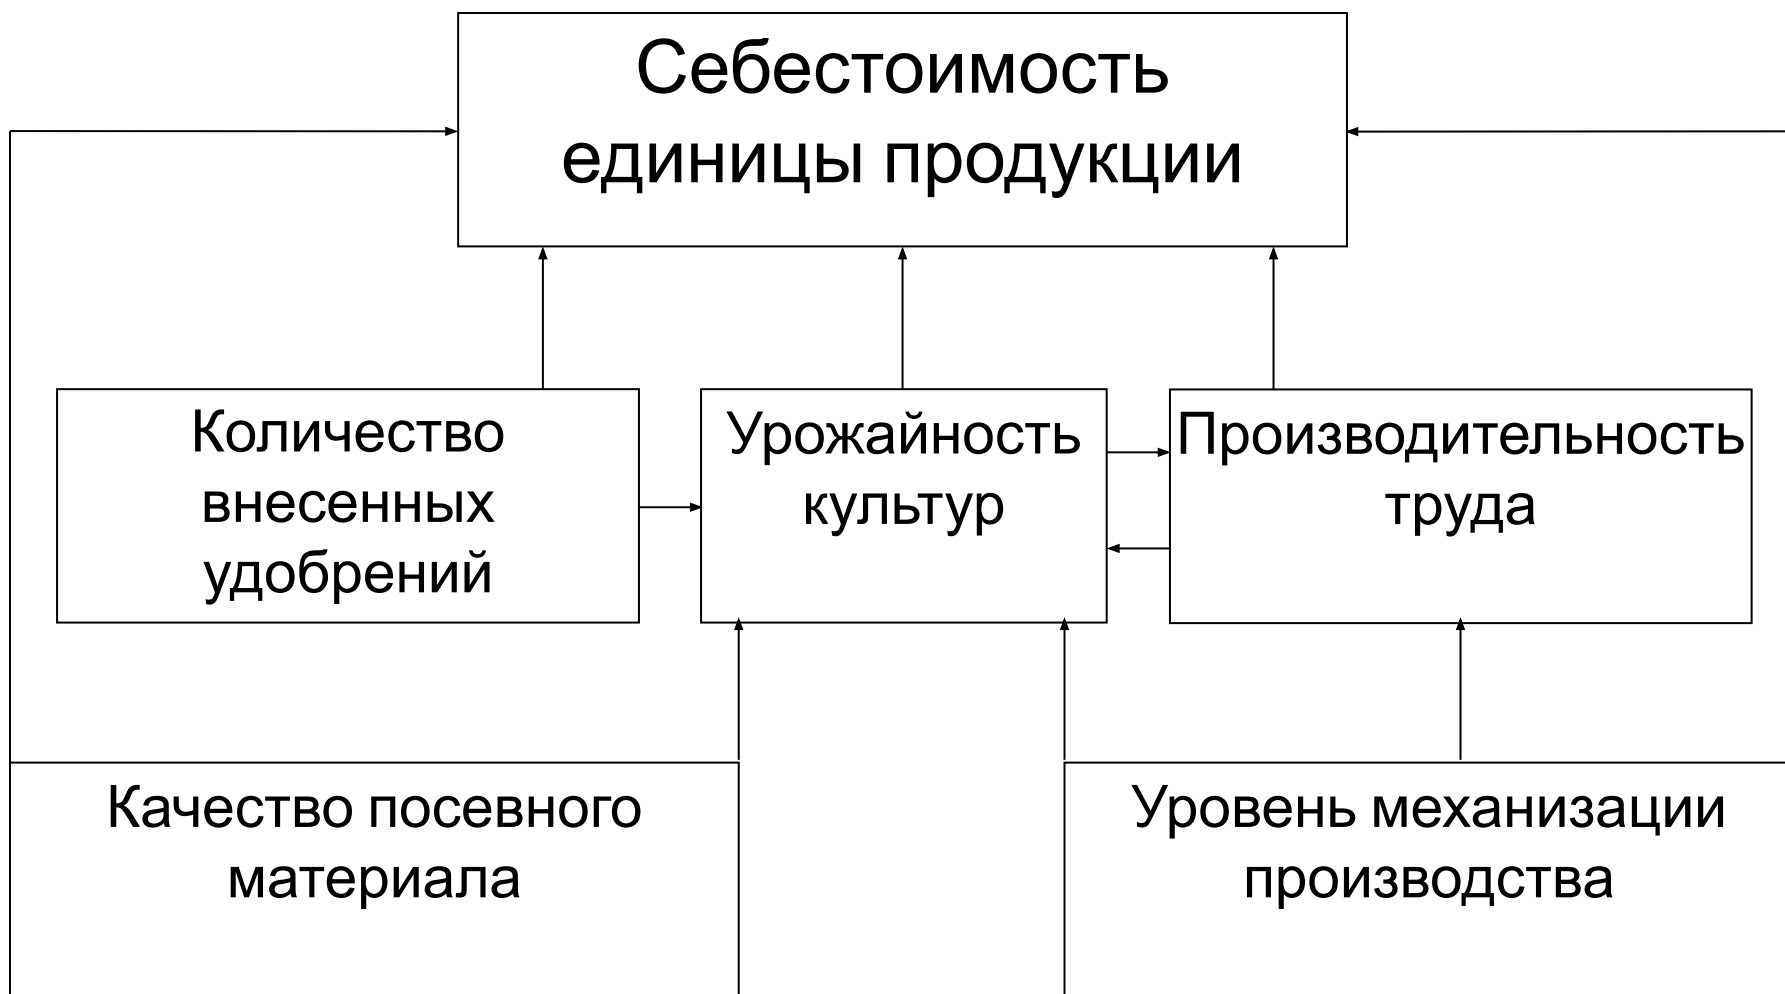 Себестоимость
единицы продукции
Количество
внесенных
удобрений
Урожайность
культур
Производительность
труда
Качество посевного
материала
Уровень механизации
производства